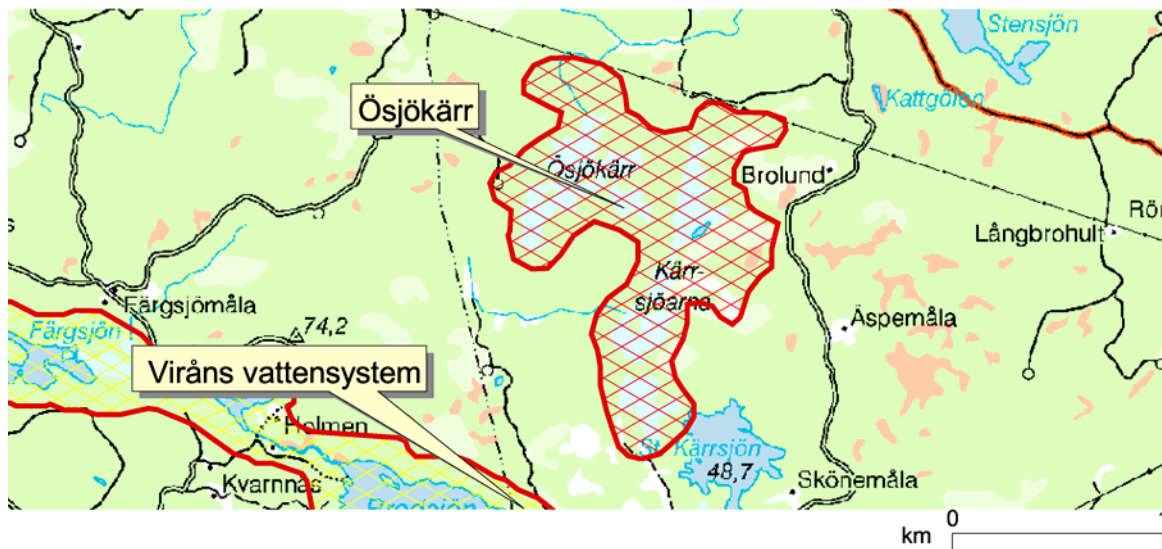 Stensjön
Kattgölen
Ösjökärr
Ösjökärr
Brolund
Långbrohult
Kärr-
sjöarna
Färgsjömåla
Färgsjön
74,2
Äspemåla
Viråns vattensystem
Holmen
St. Kärrsjön
48,7
Kvarnnäs
Skönemåla
0
km